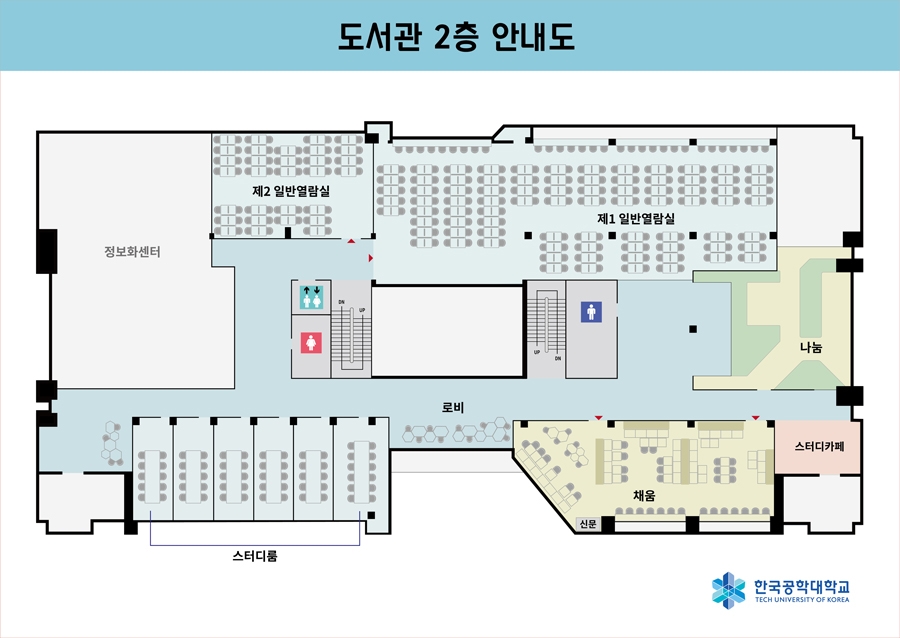 도서관 2층 안내도
제2 일반열람실
제1 일반열람실
정보화센터
DN
UP
UP
DN
나눔
로비
스터디카페
채움
신문
스터디룸
한국공학대학교
TECH UNIVERSITY OF KOREA